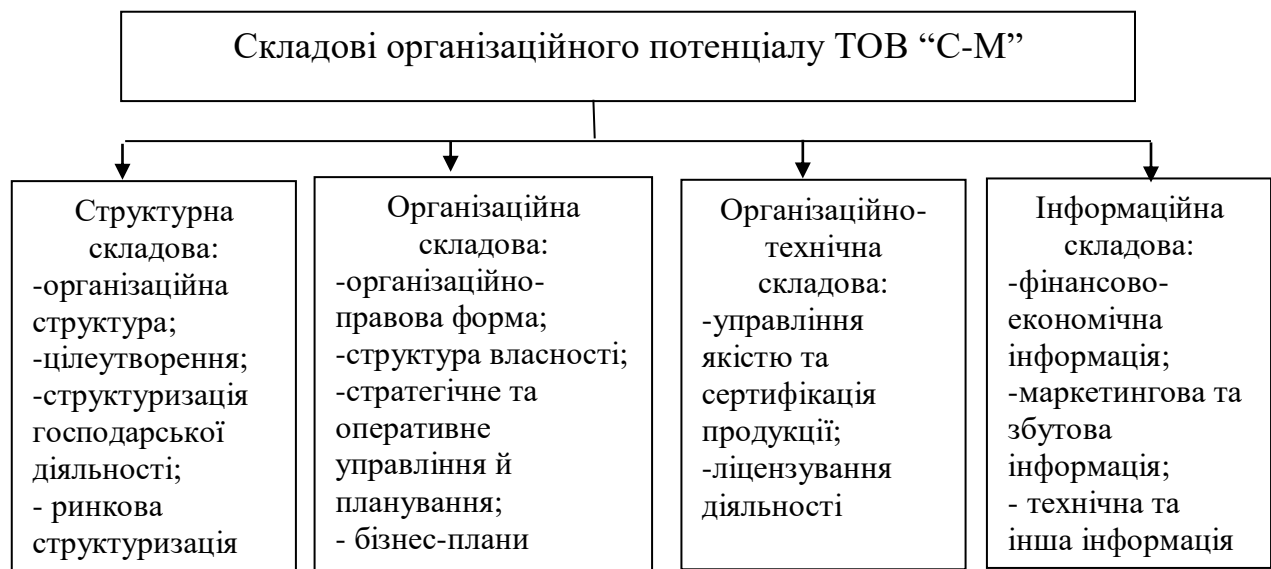 Складові організаційного потенціалу ТОВ “С-М”
Структурна
складова:
-організаційна
структура;
-цілеутворення;
-структуризація
господарської
діяльності;
- ринкова
структуризація
Організаційна
складова:
-організаційно-
правова форма;
-структура власності;
-стратегічне та
оперативне
управління й
планування;
- бізнес-плани
Організаційно-
технічна
складова:
-управління
якістю та
сертифікація
продукції;
-ліцензування
діяльності
Інформаційна
складова:
-фінансово-
економічна
інформація;
-маркетингова та
збутова
інформація;
- технічна та
інша інформація